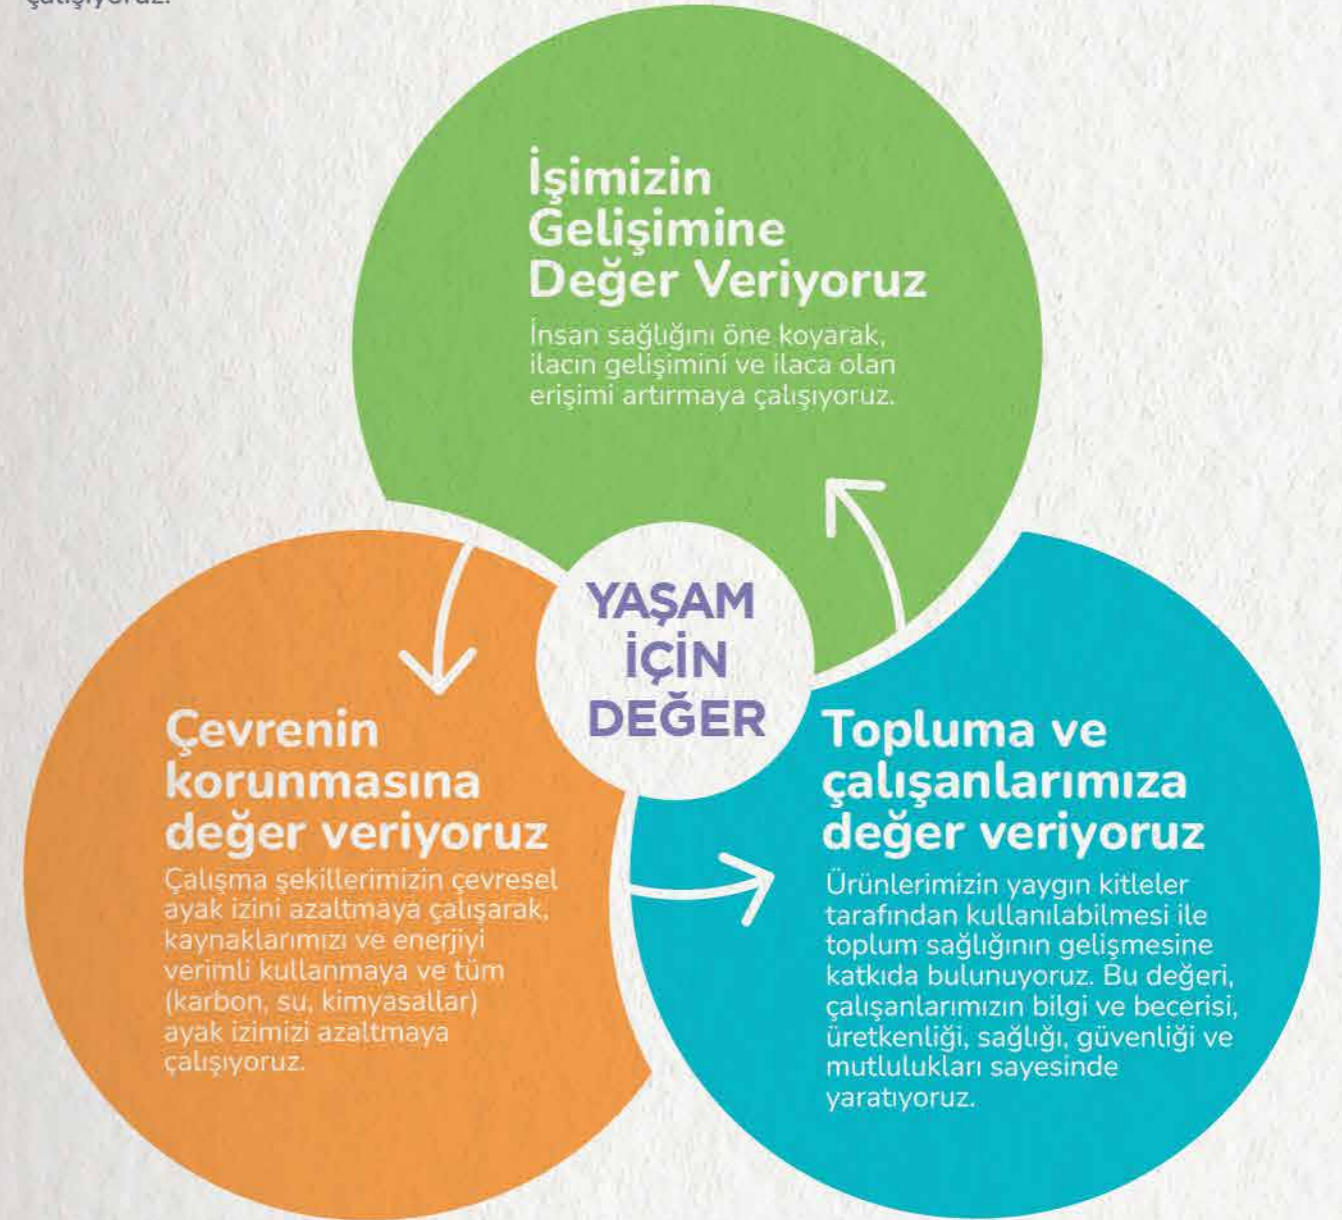 çalışıyoruz.
İşimizin
Gelişimine
Değer Veriyoruz
İnsan sağlığını öne koyarak,
ilacın gelişimini ve ilaca olan
erişimi artırmaya çalışıyoruz.
YAŞAM
İÇİN
DEĞER
Çevrenin
korunmasına
değer veriyoruz
Çalışma şekillerimizin çevresel
ayak izini azaltmaya çalışarak,
kaynaklarımızı ve enerjiyi
verimli kullanmaya ve tüm
(karbon, su, kimyasallar)
ayak izimizi azaltmaya
çalışıyoruz.
Topluma ve
çalışanlarımıza
değer veriyoruz
Ürünlerimizin yaygın kitleler
tarafından kullanılabilmesi ile
toplum sağlığının gelişmesine
katkıda bulunuyoruz. Bu değeri,
çalışanlarımızın bilgi ve becerisi,
üretkenliği, sağlığı, güvenliği ve
mutlulukları sayesinde
yaratıyoruz.